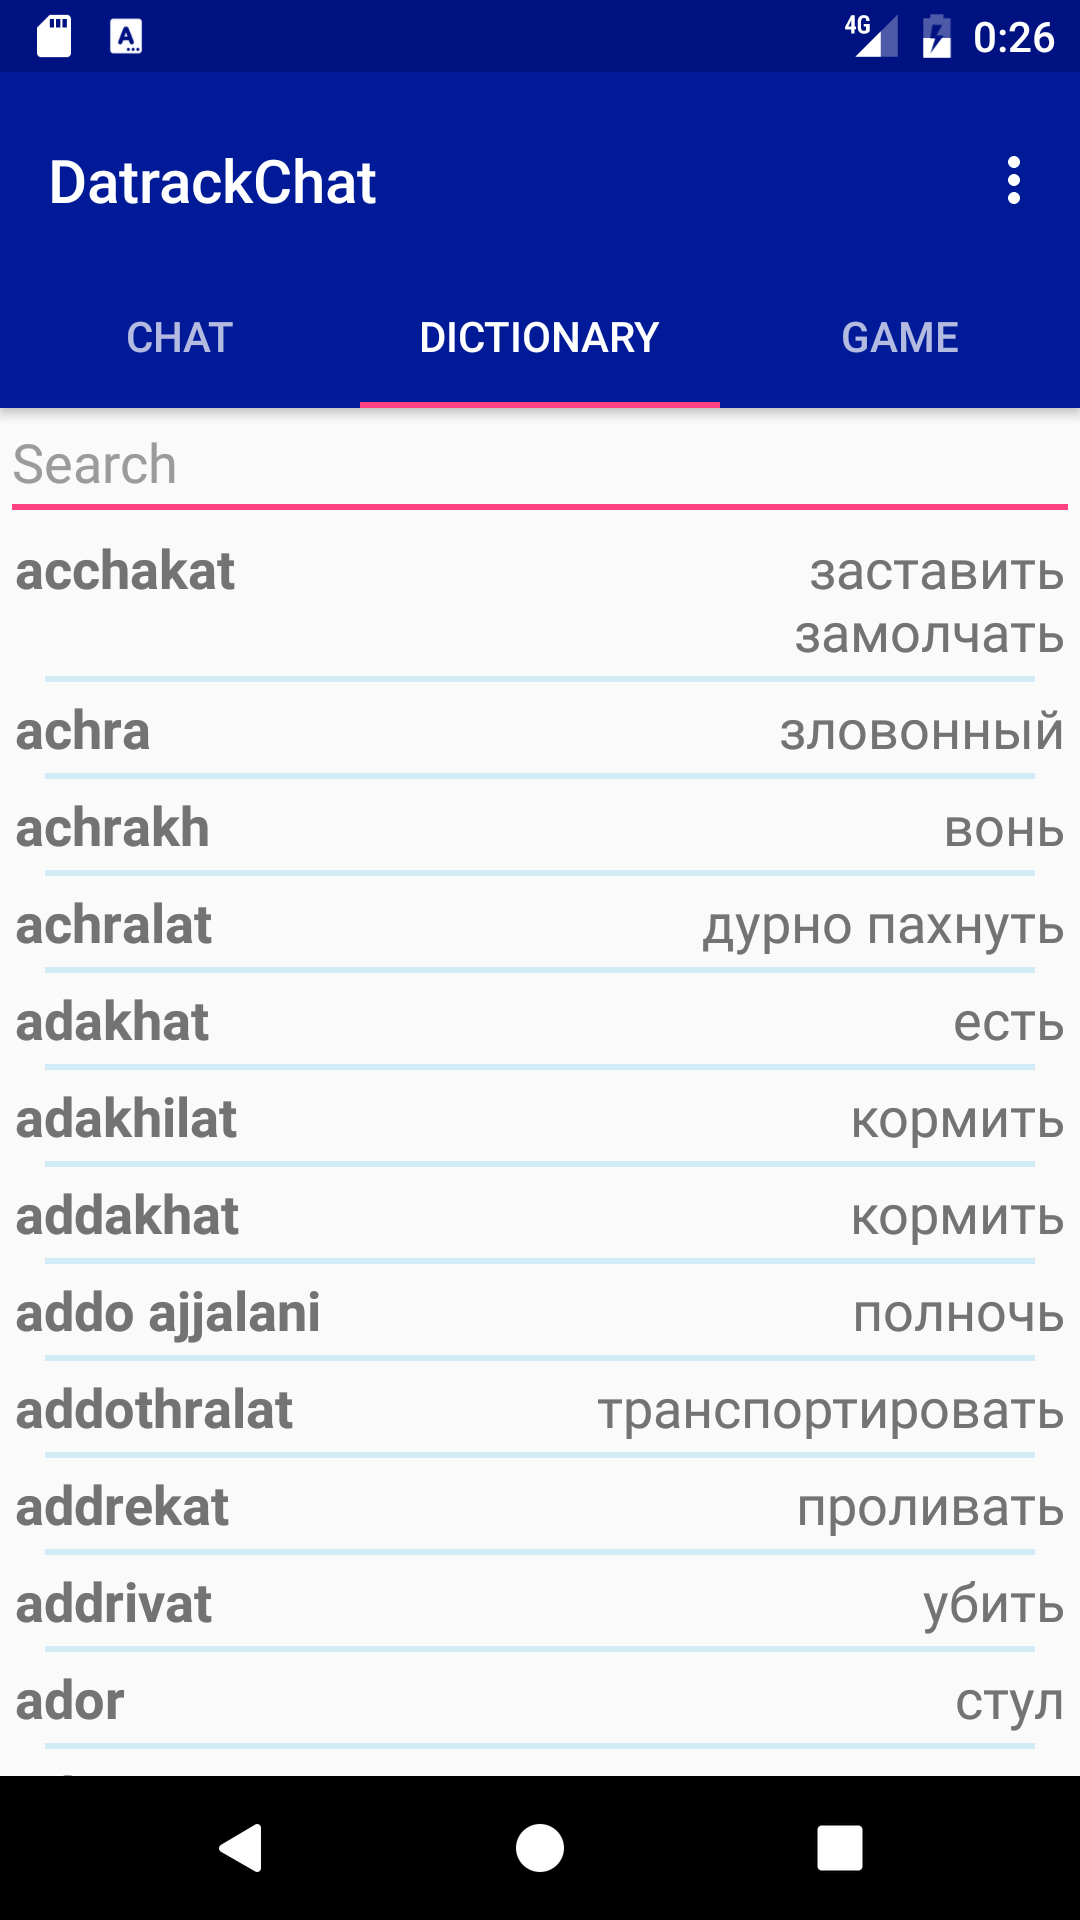 4G 0:26
DatrackChat
CHAT DICTIONARY GAME
Search
acchakat заставить
замолчать
achra зловонный
achrakh вонь
achralat дурно пахнуть
adakhat есть
adakhilat кормить
addakhat кормить
addo ajjalani полночь
addothralat транспортировать
addrekat проливать
addrivat убить
ador стул